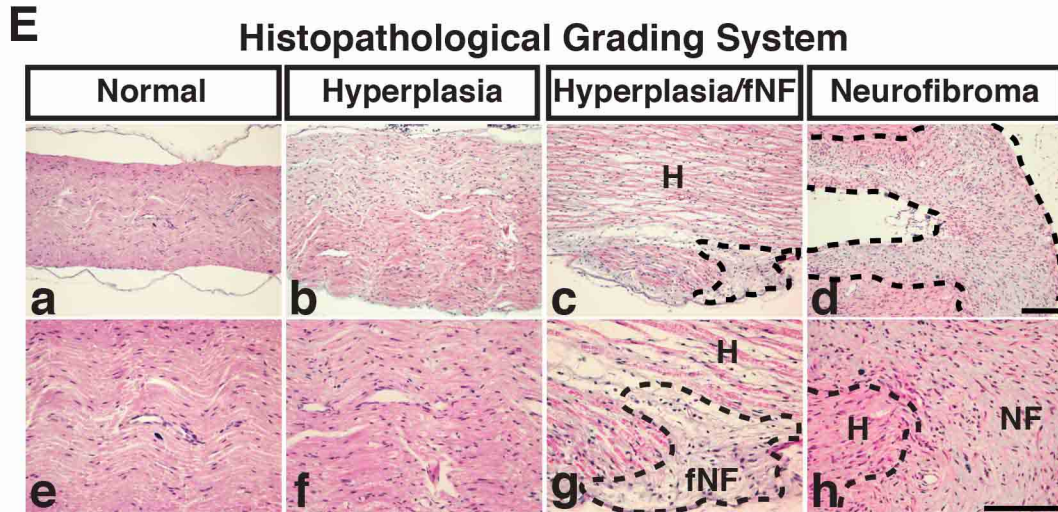 E
Histopathological Grading System
Normal Hyperplasia Hyperplasia/fNF Neurofibroma
H
a b c d
H
H NF
fNF
e f g h